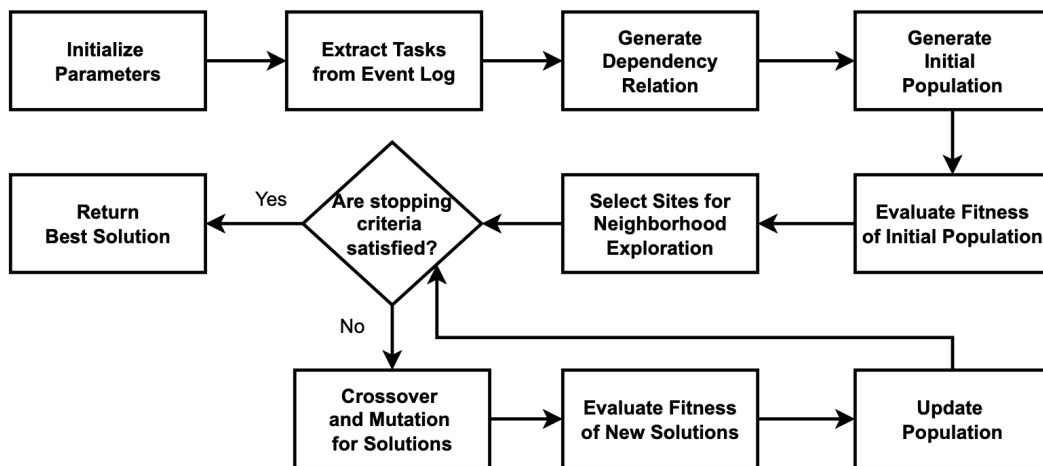 Initialize
Parameters
Extract Tasks
from Event Log
Generate
Dependency
Relation
Generate
Initial
Population
Return
Best Solution
Yes
Are stopping
criteria
satisfied?
Select Sites for
Neighborhood
Exploration
Evaluate Fitness
of Initial Population
No
Crossover
and Mutation
for Solutions
Evaluate Fitness
of New Solutions
Update
Population